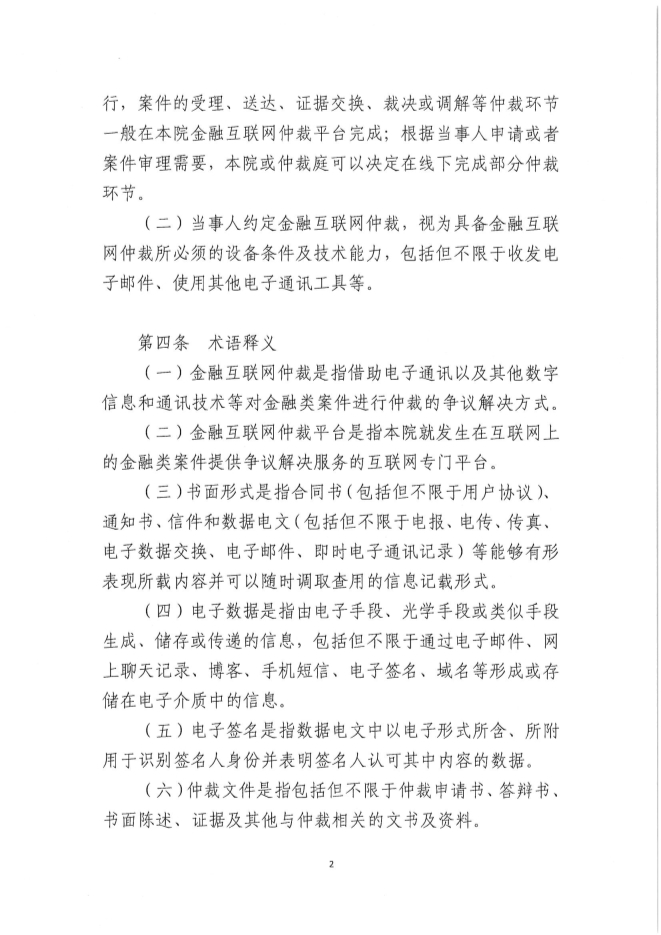 行，案件的受理、送达、证据交换、裁决或调解等仲裁环节
一般在本院金融互联网仲裁平台完成；根据当事人申请或者
案件审理需要，本院或仲裁庭可以决定在线下完成部分仲裁
环节。
（二）当事人约定金融互联网仲裁，视为具备金融互联
网仲裁所必须的设备条件及技术能力，包括但不限于收发电
子邮件、使用其他电子通讯工具等。
第四条　术语释义
（一）金融互联网仲裁是指借助电子通讯以及其他数字
信息和通讯技术等对金融类案件进行仲裁的争议解决方式。
（二）金融互联网仲裁平台是指本院就发生在互联网上
的金融类案件提供争议解决服务的互联网专门平台。
（三）书面形式是指合同书（包括但不限于用户协议）、
通知书、信件和数据电文（包括但不限于电报、电传、传真、
电子数据交换、电子邮件、即时电子通讯记录）等能够有形
表现所载内容并可以随时调取查用的信息记载形式。
（四）电子数据是指由电子手段、光学手段或类似手段
生成、储存或传递的信息，包括但不限于通过电子邮件、网
上聊天记录、博客、手机短信、电子签名、域名等形成或存
储在电子介质中的信息。
（五）电子签名是指数据电文中以电子形式所含、所附
用于识别签名人身份并表明签名人认可其中内容的数据。
（六）仲裁文件是指包括但不限于仲裁申请书、答辩书、
书面陈述、证据及其他与仲裁相关的文书及资料。
2